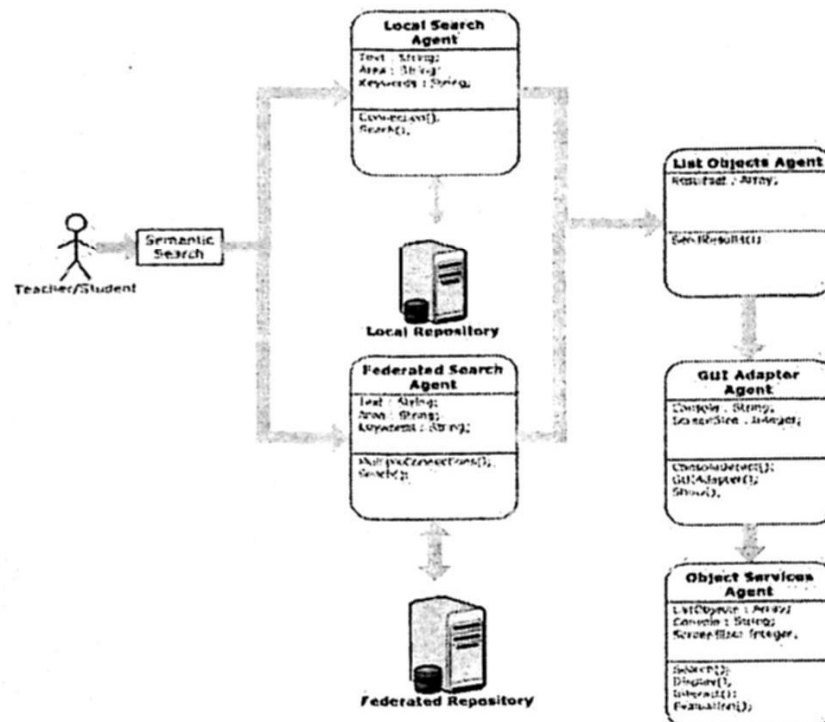 Local Search
Agent
Text : String;
Area : String;
Keywords : String;
Connection();
Search();
List Objects Agent
Resultset : Array;
SendResults();
Semantic
Search
Teacher/Student
Local Repository
Federated Search
Agent
Text : String;
Area : String;
Keywords : String;
MultipleConnections();
Search();
GUI Adapter
Agent
Console : String;
ScreenSize : Integer;
ConsoleDetect();
GUIAdapter();
Show();
Object Services
Agent
ListObjects : Array;
Console : String;
ScreenSize: Integer;
Search();
Display();
Interact();
Evaluation();
Federated Repository